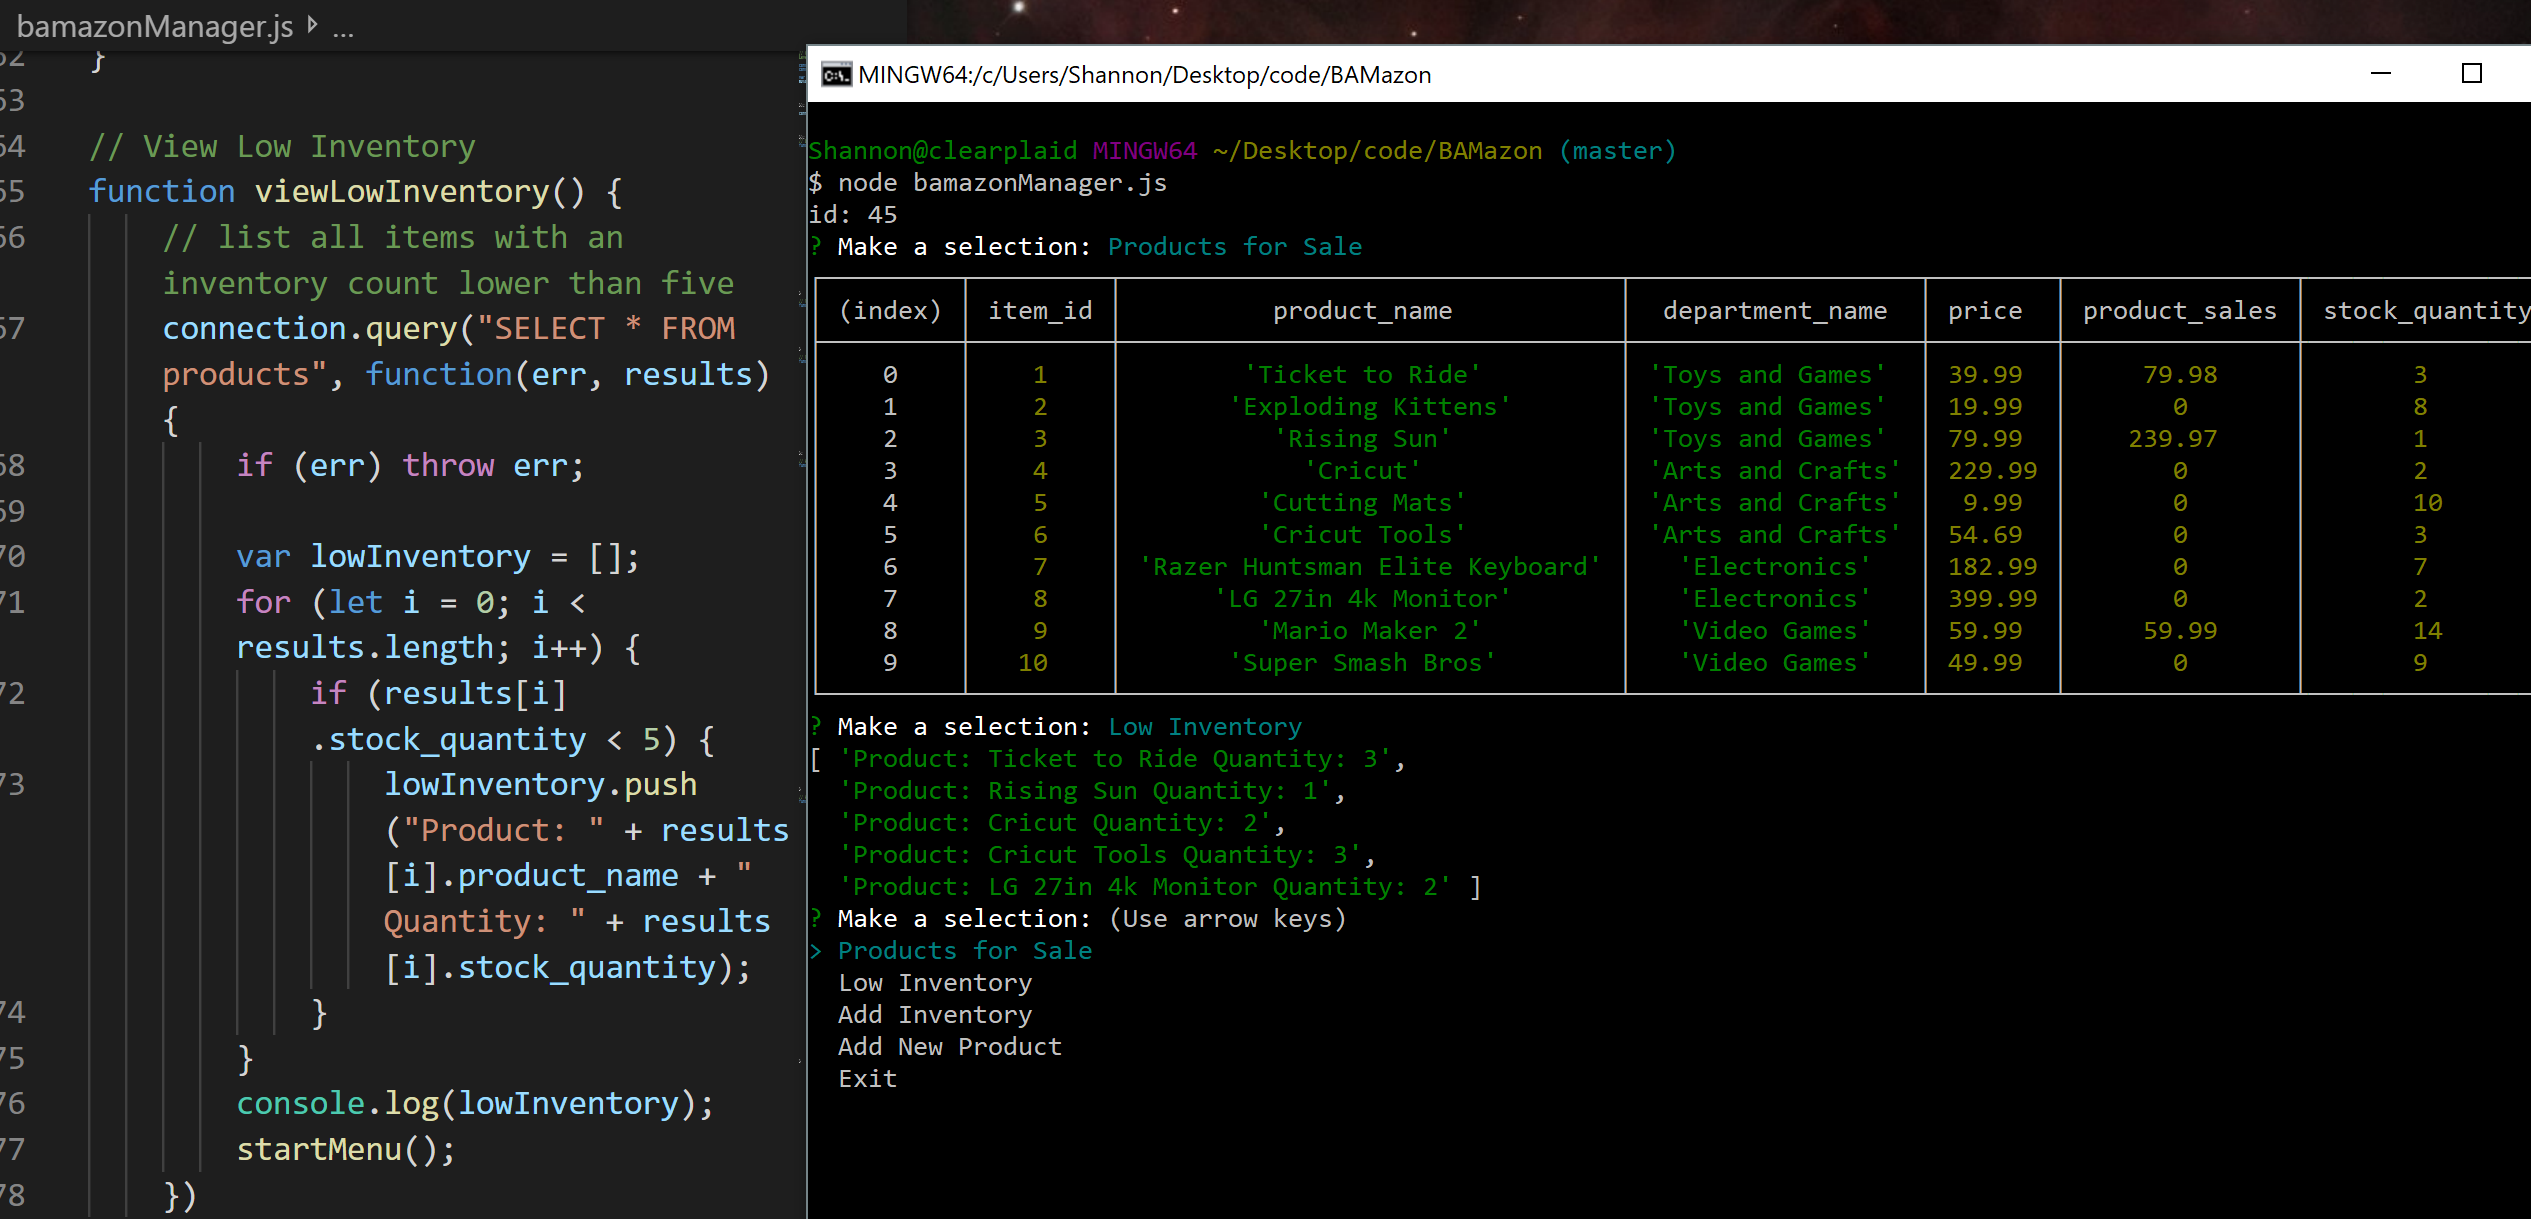 bamazonManager.js ...
62 }
63
64 // View Low Inventory
65 function viewLowInventory() {
66 // list all items with an
inventory count lower than five
67 connection.query("SELECT * FROM
products", function(err, results)
{
68 if (err) throw err;
69
70 var lowInventory = [];
71 for (let i = 0; i <
results.length; i++) {
72 if (results[i]
.stock_quantity < 5) {
73 lowInventory.push
("Product: " + results
[i].product_name + "
Quantity: " + results
[i].stock_quantity);
74 }
75 }
76 console.log(lowInventory);
77 startMenu();
78 })
MINGW64:/c/Users/Shannon/Desktop/code/BAMazon
Shannon@clearplaid MINGW64 ~/Desktop/code/BAMazon (master)
$ node bamazonManager.js
id: 45
? Make a selection: Products for Sale
(index) item_id product_name department_name price product_sales stock_quantity
0 1 'Ticket to Ride' 'Toys and Games' 39.99 79.98 3
1 2 'Exploding Kittens' 'Toys and Games' 19.99 0 8
2 3 'Rising Sun' 'Toys and Games' 79.99 239.97 1
3 4 'Cricut' 'Arts and Crafts' 229.99 0 2
4 5 'Cutting Mats' 'Arts and Crafts' 9.99 0 10
5 6 'Cricut Tools' 'Arts and Crafts' 54.69 0 3
6 7 'Razer Huntsman Elite Keyboard' 'Electronics' 182.99 0 7
7 8 'LG 27in 4k Monitor' 'Electronics' 399.99 0 2
8 9 'Mario Maker 2' 'Video Games' 59.99 59.99 14
9 10 'Super Smash Bros' 'Video Games' 49.99 0 9
? Make a selection: Low Inventory
[ 'Product: Ticket to Ride Quantity: 3',
'Product: Rising Sun Quantity: 1',
'Product: Cricut Quantity: 2',
'Product: Cricut Tools Quantity: 3',
'Product: LG 27in 4k Monitor Quantity: 2' ]
? Make a selection: (Use arrow keys)
> Products for Sale
Low Inventory
Add Inventory
Add New Product
Exit